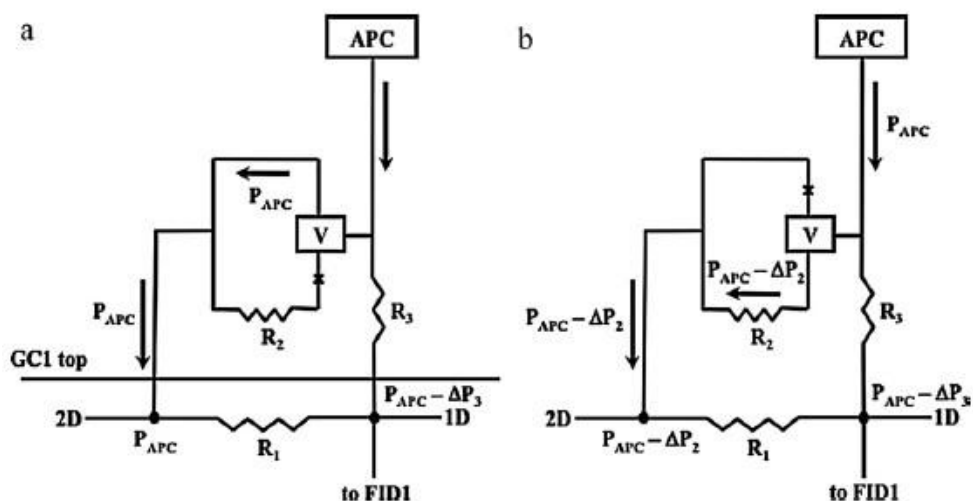 a
APC
P_APC
V
P_APC
R_2
R_3
GC1 top
P_APC – ΔP_3
2D
1D
P_APC
R_1
to FID1
b
APC
P_APC
V
P_APC – ΔP_2
P_APC – ΔP_2
R_2
R_3
P_APC – ΔP_3s
2D
1D
P_APC – ΔP_2
R_1
to FID1